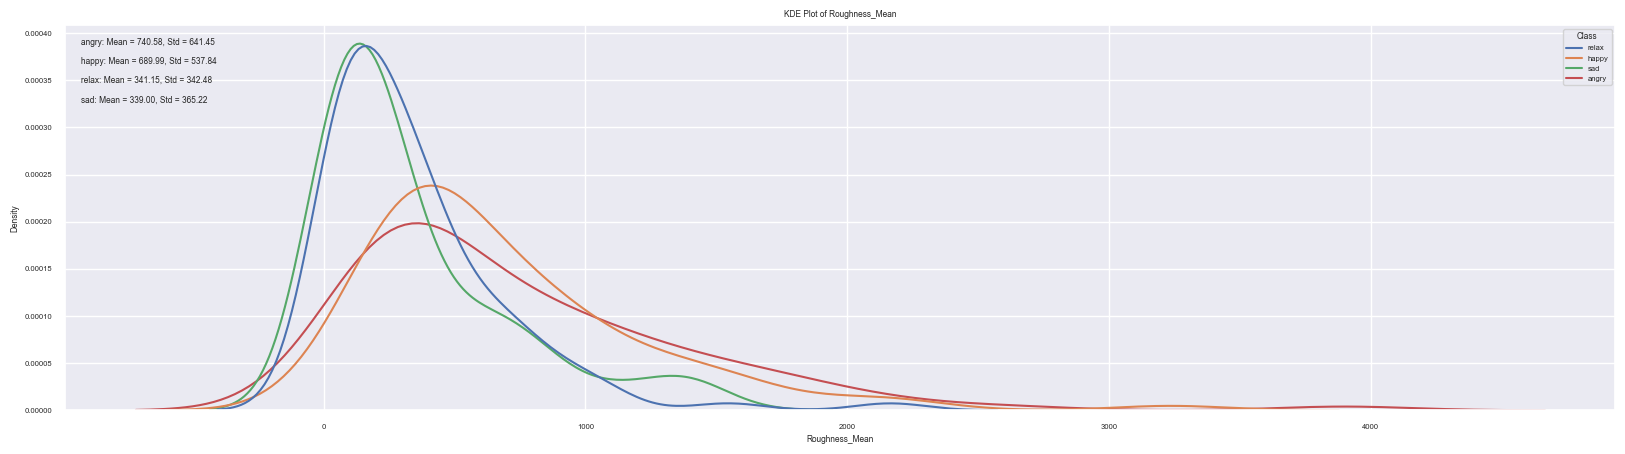 KDE Plot of Roughness_Mean
angry: Mean = 740.58, Std = 641.45
happy: Mean = 689.99, Std = 537.84
relax: Mean = 341.15, Std = 342.48
sad: Mean = 339.00, Std = 365.22
Class
relax
happy
sad
angry
Density
0.00040
0.00035
0.00030
0.00025
0.00020
0.00015
0.00010
0.00005
0.00000
0 1000 2000 3000 4000
Roughness_Mean